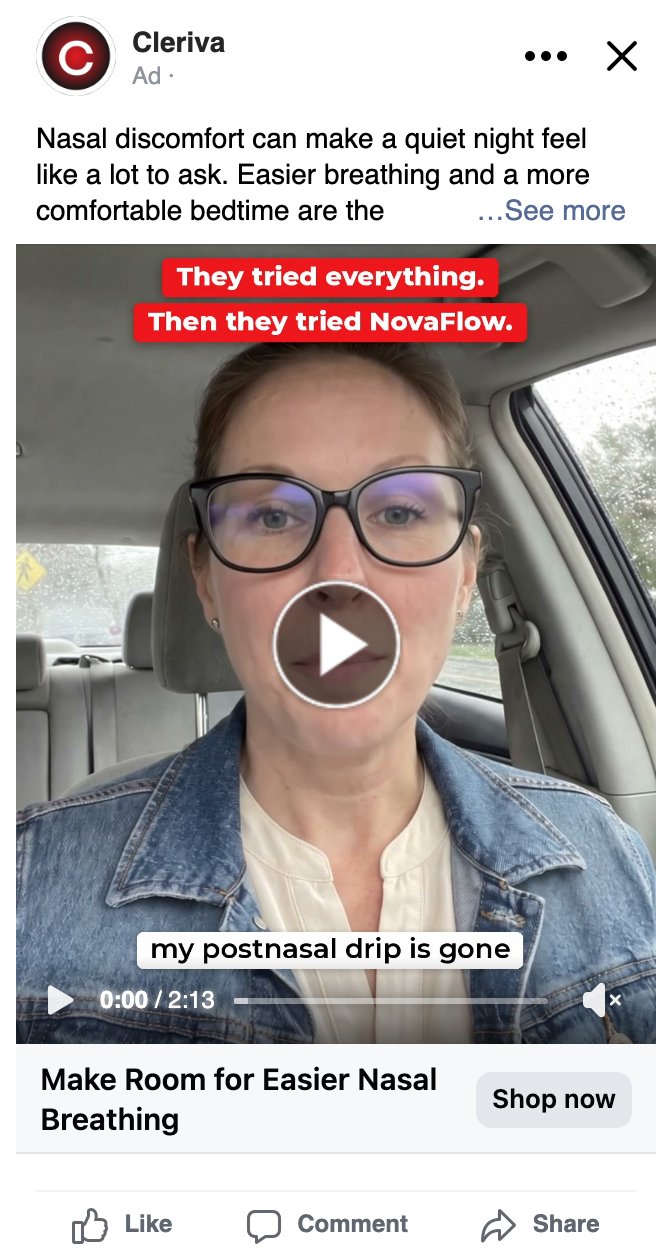 Cleriva
Ad ·
Nasal discomfort can make a quiet night feel
like a lot to ask. Easier breathing and a more
comfortable bedtime are the ...See more
They tried everything.
Then they tried NovaFlow.
my postnasal drip is gone
0:00 / 2:13
Make Room for Easier Nasal
Breathing
Shop now
Like Comment Share